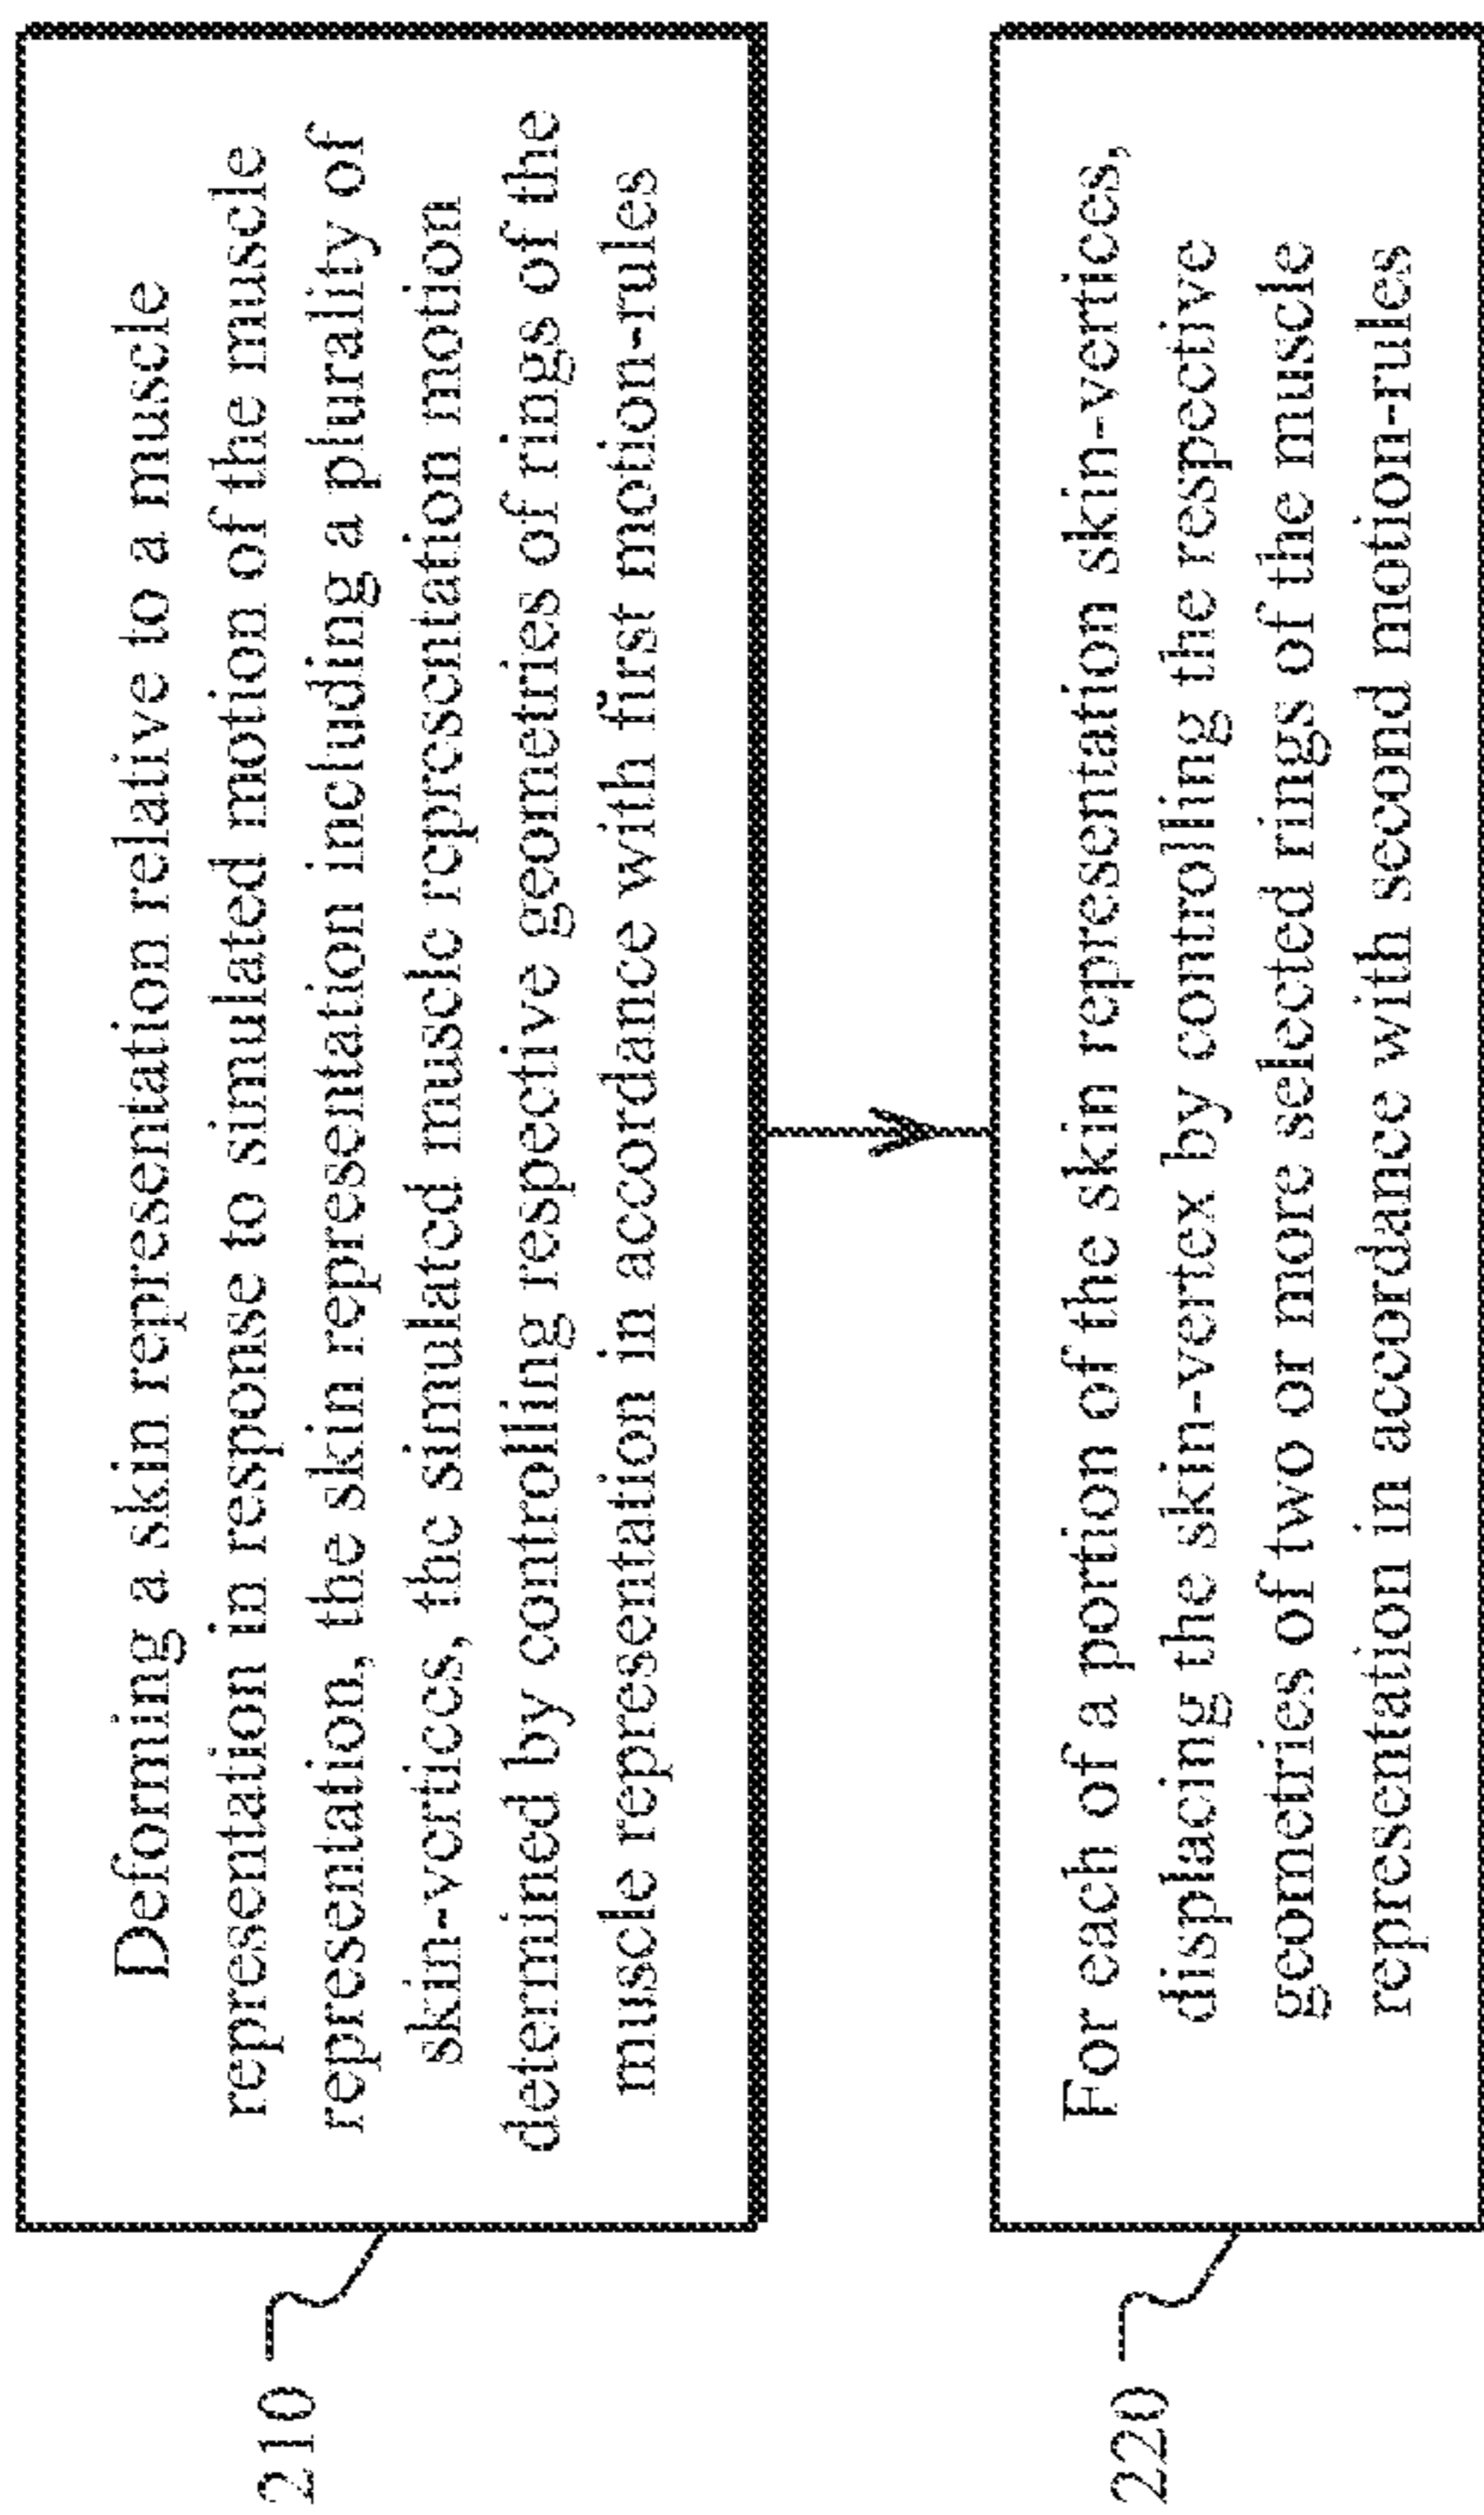 210
Deforming a skin representation relative to a muscle
representation in response to simulated motion of the muscle
representation, the skin representation including a plurality of
skin-vertices, the simulated muscle representation motion
determined by controlling respective geometries of rings of the
muscle representation in accordance with first motion-rules
220
For each of a portion of the skin representation skin-vertices,
displacing the skin-vertex by controlling the respective
geometries of two or more selected rings of the muscle
representation in accordance with second motion-rules